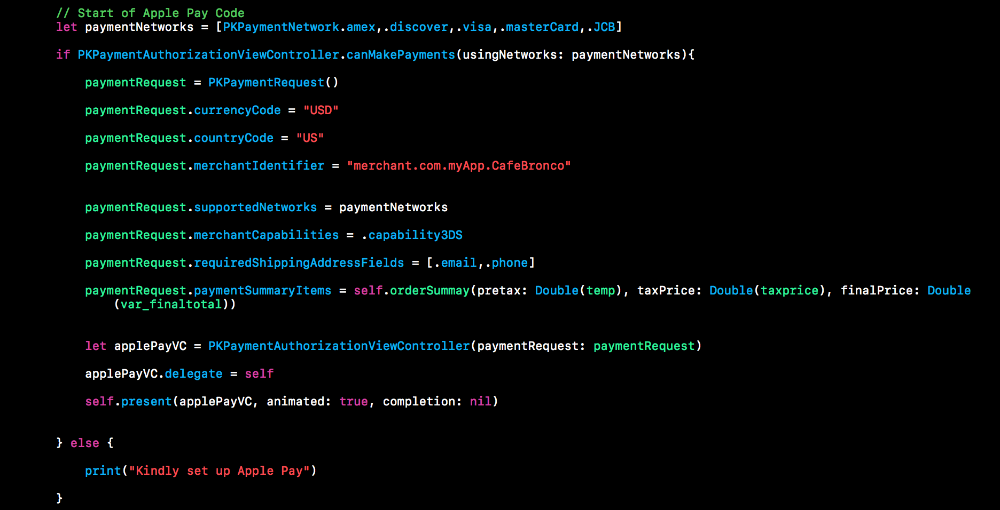 // Start of Apple Pay Code
let paymentNetworks = [PKPaymentNetwork.amex,.discover,.visa,.masterCard,.JCB]
if PKPaymentAuthorizationViewController.canMakePayments(usingNetworks: paymentNetworks){
paymentRequest = PKPaymentRequest()
paymentRequest.currencyCode = "USD"
paymentRequest.countryCode = "US"
paymentRequest.merchantIdentifier = "merchant.com.myApp.CafeBronco"
paymentRequest.supportedNetworks = paymentNetworks
paymentRequest.merchantCapabilities = .capability3DS
paymentRequest.requiredShippingAddressFields = [.email,.phone]
paymentRequest.paymentSummaryItems = self.orderSummay(pretax: Double(temp), taxPrice: Double(taxprice), finalPrice: Double
(var_finaltotal))
let applePayVC = PKPaymentAuthorizationViewController(paymentRequest: paymentRequest)
applePayVC.delegate = self
self.present(applePayVC, animated: true, completion: nil)
} else {
print("Kindly set up Apple Pay")
}